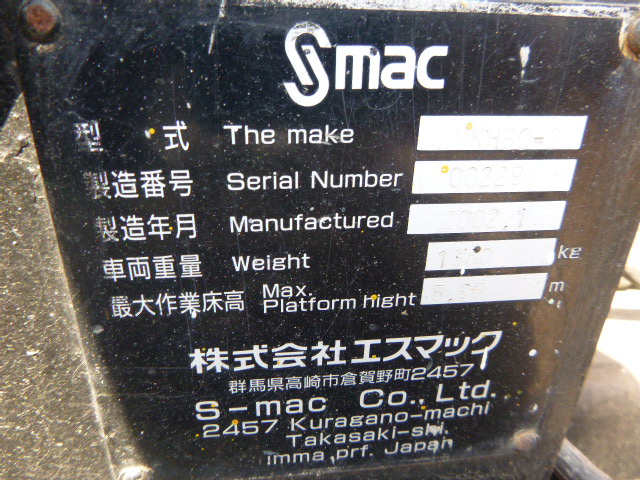 Smac
型式 The make
製造番号 Serial Number 00229
製造年月 Manufactured 2002.1
車両重量 Weight kg
最大作業床高 Max. Platform hight m
株式会社エスマック
群馬県高崎市倉賀野町2457
S-mac Co., Ltd.
2457 Kuragano-machi
Takasaki-shi.
imma prf. Japan